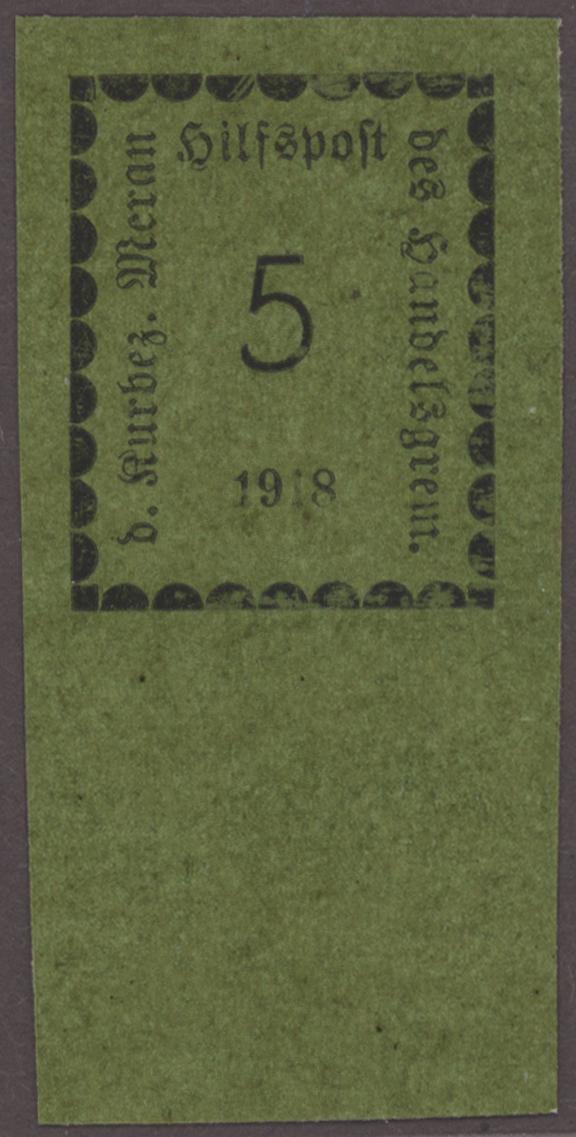 Hilfspost
des Handelsgrem.
d. Kurbez. Meran
5
1918